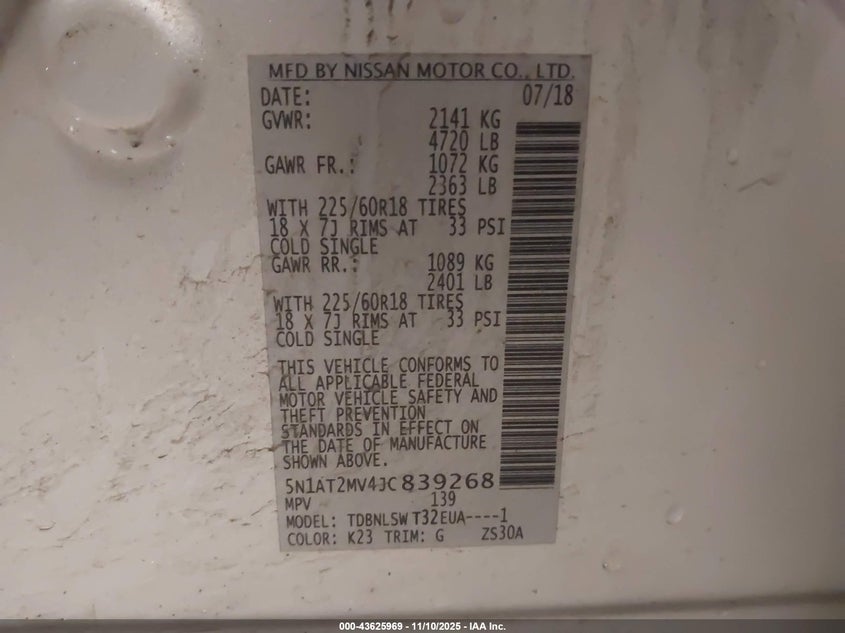 MFD BY NISSAN MOTOR CO., LTD.
DATE: 07/18
GVWR: 2141 KG
4720 LB
GAWR FR.: 1072 KG
2363 LB
WITH 225/60R18 TIRES
18 X 7J RIMS AT 33 PSI
COLD SINGLE
GAWR RR.: 1089 KG
2401 LB
WITH 225/60R18 TIRES
18 X 7J RIMS AT 33 PSI
COLD SINGLE
THIS VEHICLE CONFORMS TO
ALL APPLICABLE FEDERAL
MOTOR VEHICLE SAFETY AND
THEFT PREVENTION
STANDARDS IN EFFECT ON
THE DATE OF MANUFACTURE
SHOWN ABOVE.
5N1AT2MV4JC839268
MPV 139
MODEL: TDBNLSW T32EUA----1
COLOR: K23 TRIM: G ZS30A
000-43625969 - 11/10/2025 - IAA Inc.